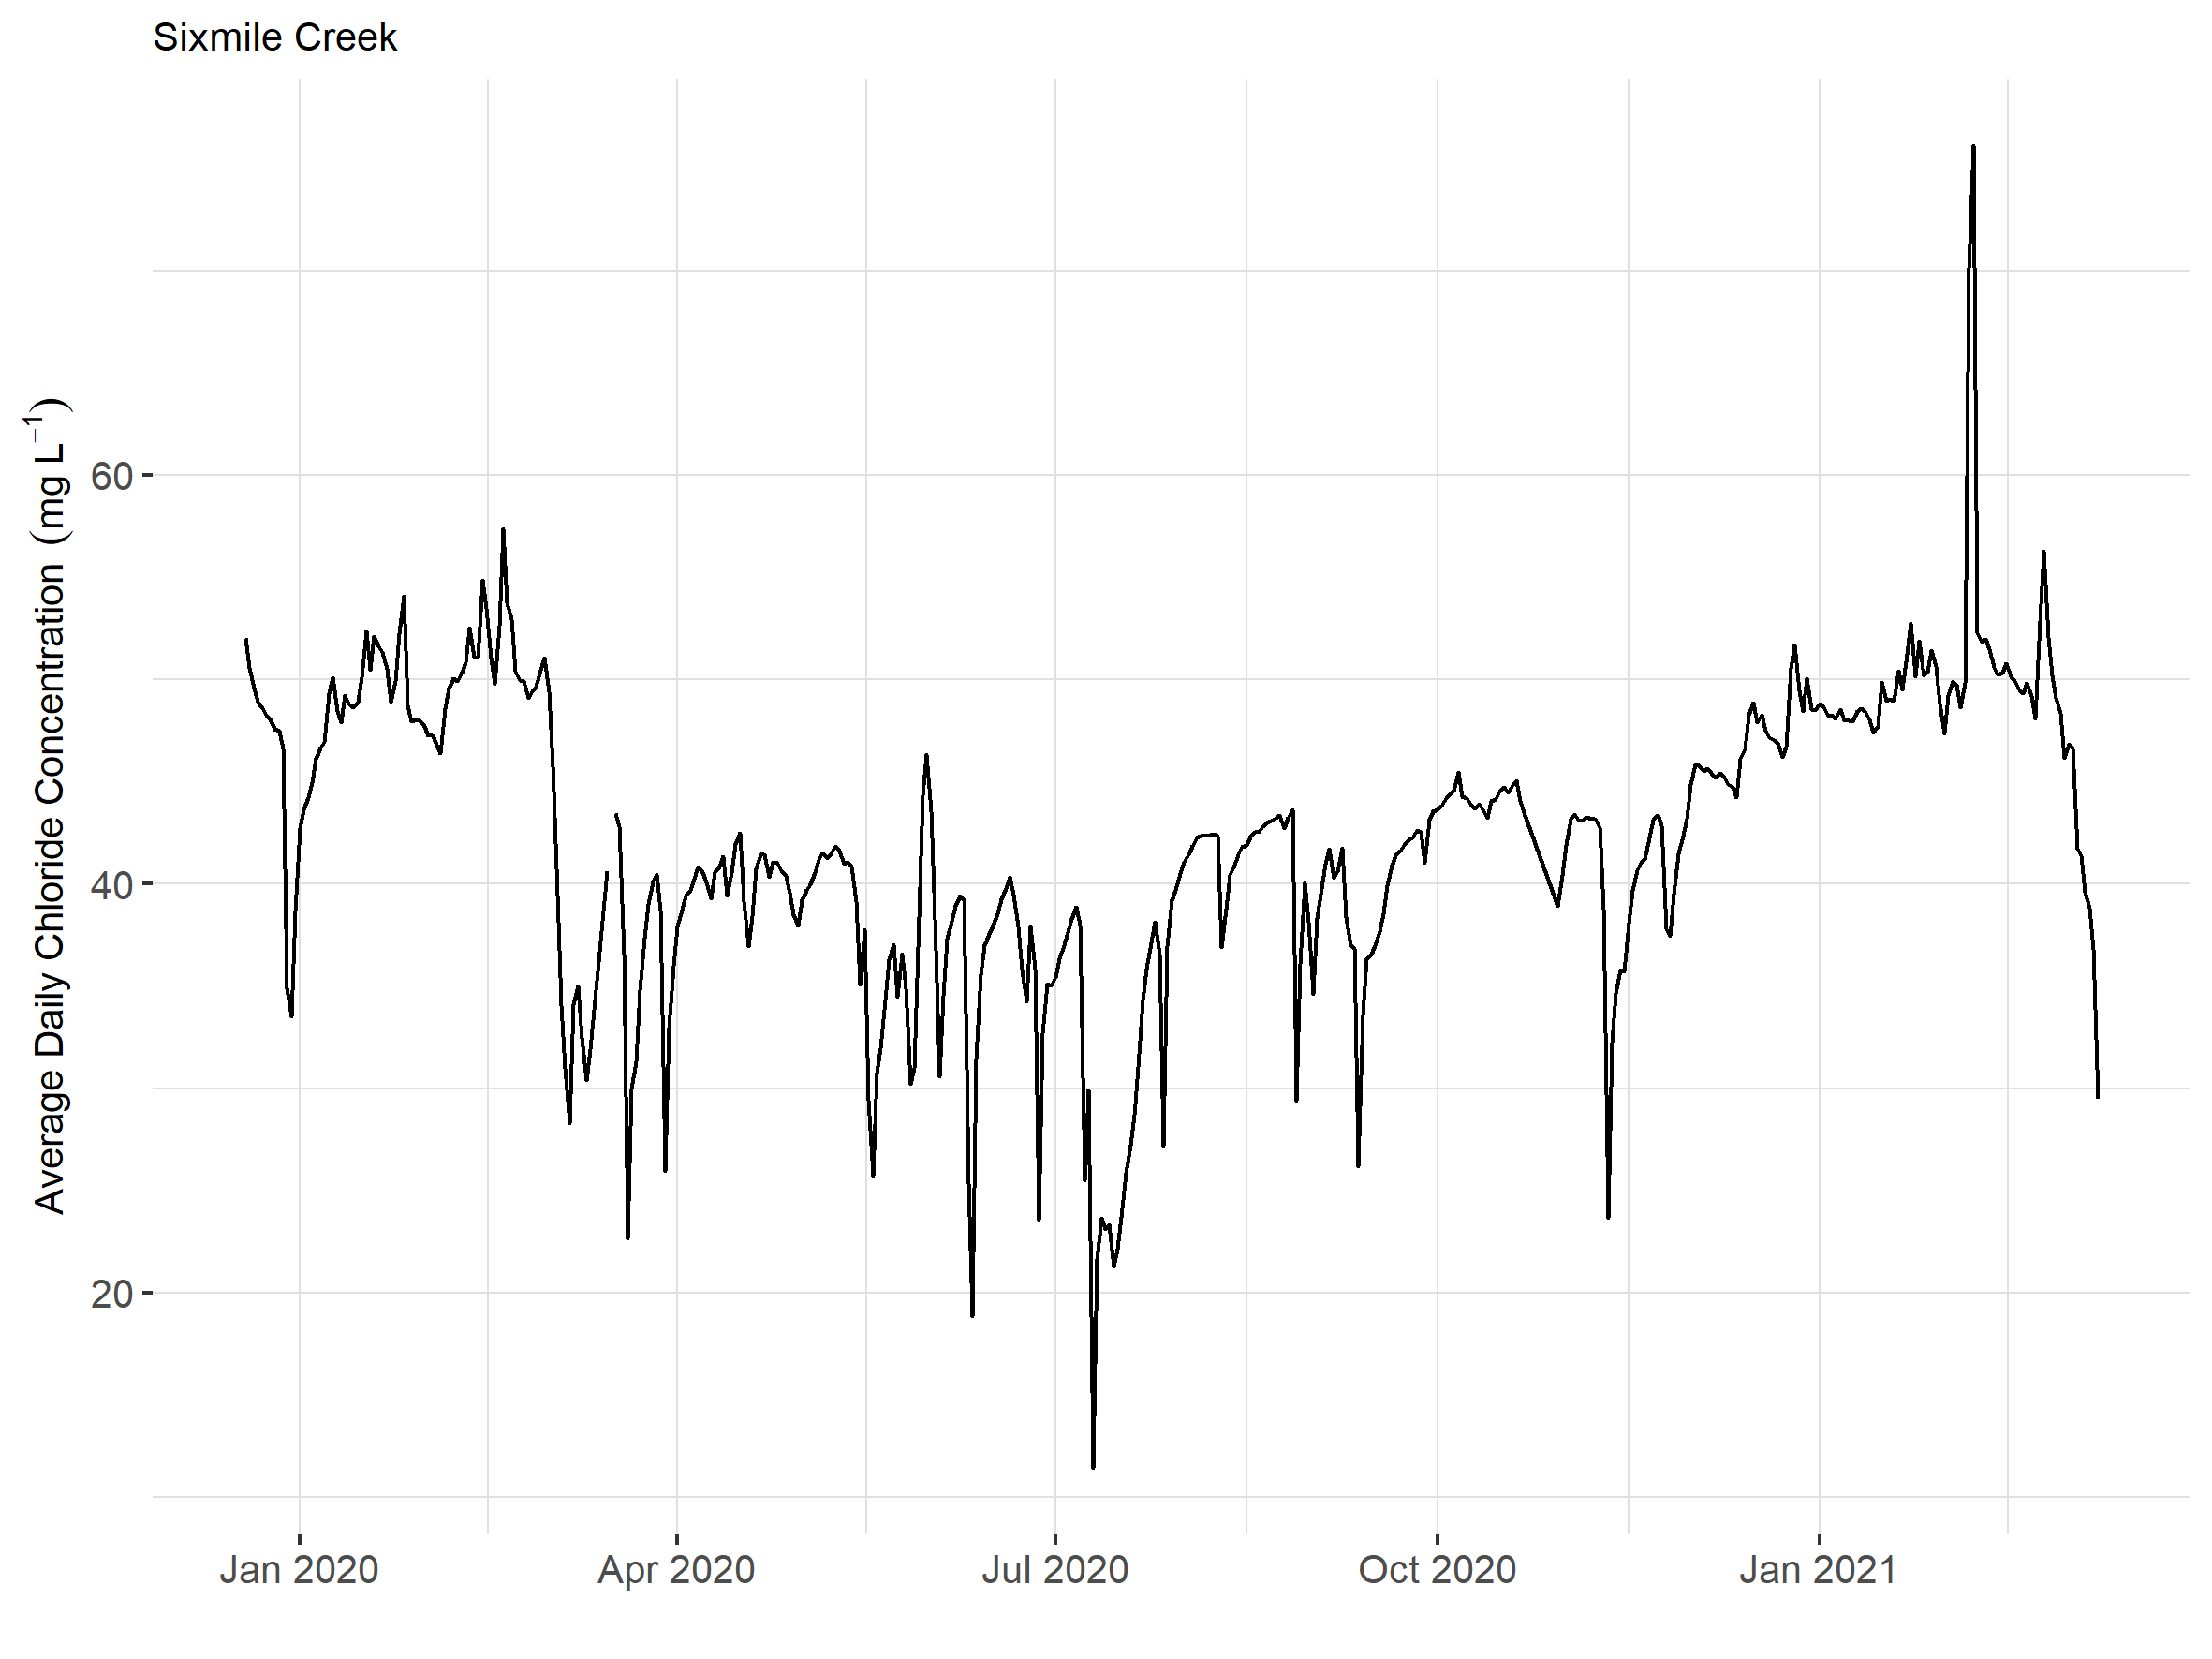 Sixmile Creek
Average Daily Chloride Concentration (mg L⁻¹)
60
40
20
Jan 2020
Apr 2020
Jul 2020
Oct 2020
Jan 2021